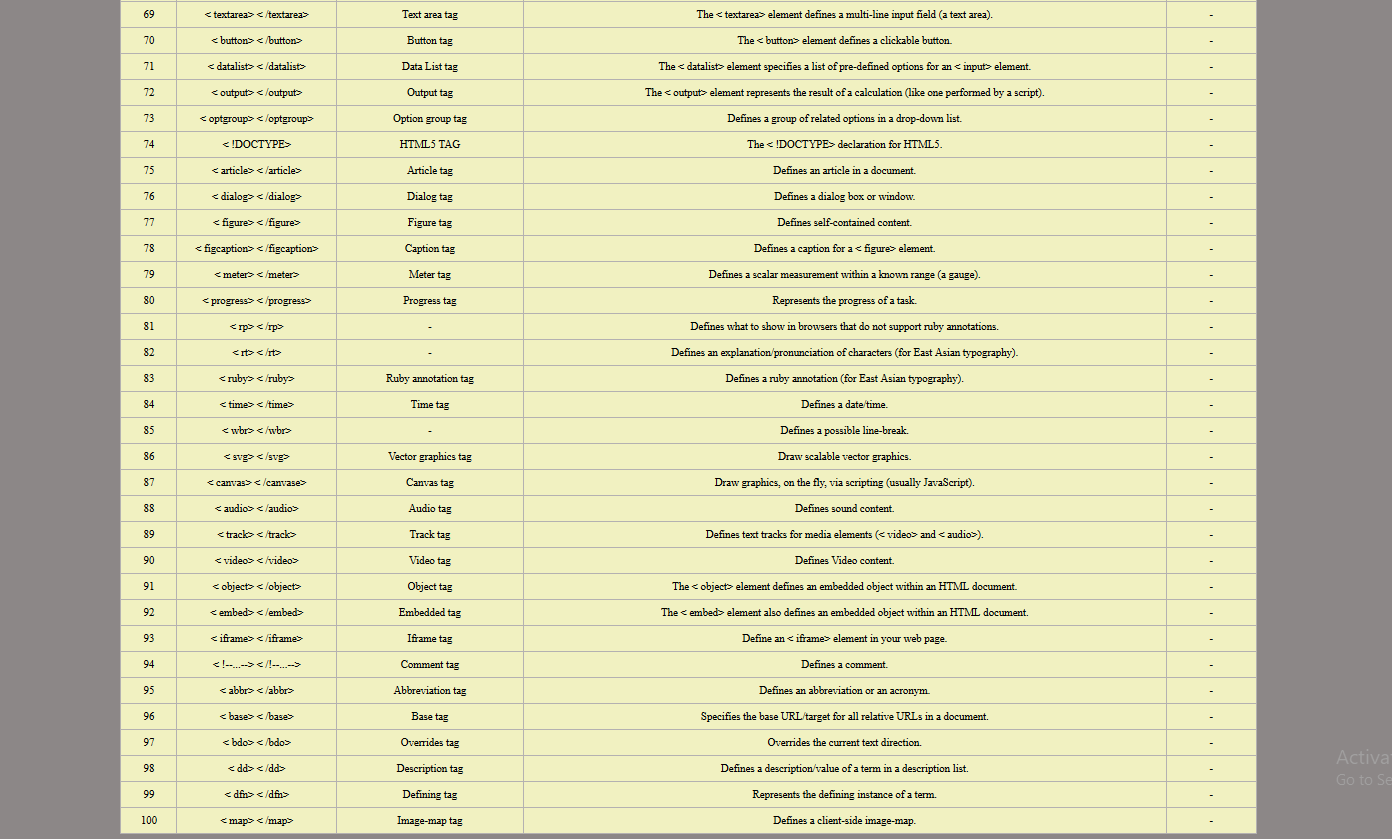 69 < textarea> < /textarea> Text area tag The < textarea> element defines a multi-line input field (a text area). -
70 < button> < /button> Button tag The < button> element defines a clickable button. -
71 < datalist> < /datalist> Data List tag The < datalist> element specifies a list of pre-defined options for an < input> element. -
72 < output> < /output> Output tag The < output> element represents the result of a calculation (like one performed by a script). -
73 < optgroup> < /optgroup> Option group tag Defines a group of related options in a drop-down list. -
74 < !DOCTYPE> HTML5 TAG The < !DOCTYPE> declaration for HTML5. -
75 < article> < /article> Article tag Defines an article in a document. -
76 < dialog> < /dialog> Dialog tag Defines a dialog box or window. -
77 < figure> < /figure> Figure tag Defines self-contained content. -
78 < figcaption> < /figcaption> Caption tag Defines a caption for a < figure> element. -
79 < meter> < /meter> Meter tag Defines a scalar measurement within a known range (a gauge). -
80 < progress> < /progress> Progress tag Represents the progress of a task. -
81 < rp> < /rp> - Defines what to show in browsers that do not support ruby annotations. -
82 < rt> < /rt> - Defines an explanation/pronunciation of characters (for East Asian typography). -
83 < ruby> < /ruby> Ruby annotation tag Defines a ruby annotation (for East Asian typography). -
84 < time> < /time> Time tag Defines a date/time. -
85 < wbr> < /wbr> - Defines a possible line-break. -
86 < svg> < /svg> Vector graphics tag Draw scalable vector graphics. -
87 < canvas> < /canvase> Canvas tag Draw graphics, on the fly, via scripting (usually JavaScript). -
88 < audio> < /audio> Audio tag Defines sound content. -
89 < track> < /track> Track tag Defines text tracks for media elements (< video> and < audio>). -
90 < video> < /video> Video tag Defines Video content. -
91 < object> < /object> Object tag The < object> element defines an embedded object within an HTML document. -
92 < embed> < /embed> Embedded tag The < embed> element also defines an embedded object within an HTML document. -
93 < iframe> < /iframe> Iframe tag Define an < iframe> element in your web page. -
94 < !--...--> < /!--...--> Comment tag Defines a comment. -
95 < abbr> < /abbr> Abbreviation tag Defines an abbreviation or an acronym. -
96 < base> < /base> Base tag Specifies the base URL/target for all relative URLs in a document. -
97 < bdo> < /bdo> Overrides tag Overrides the current text direction. -
98 < dd> < /dd> Description tag Defines a description/value of a term in a description list. -
99 < dfn> < /dfn> Defining tag Represents the defining instance of a term. -
100 < map> < /map> Image-map tag Defines a client-side image-map. -
Activa
Go to Se